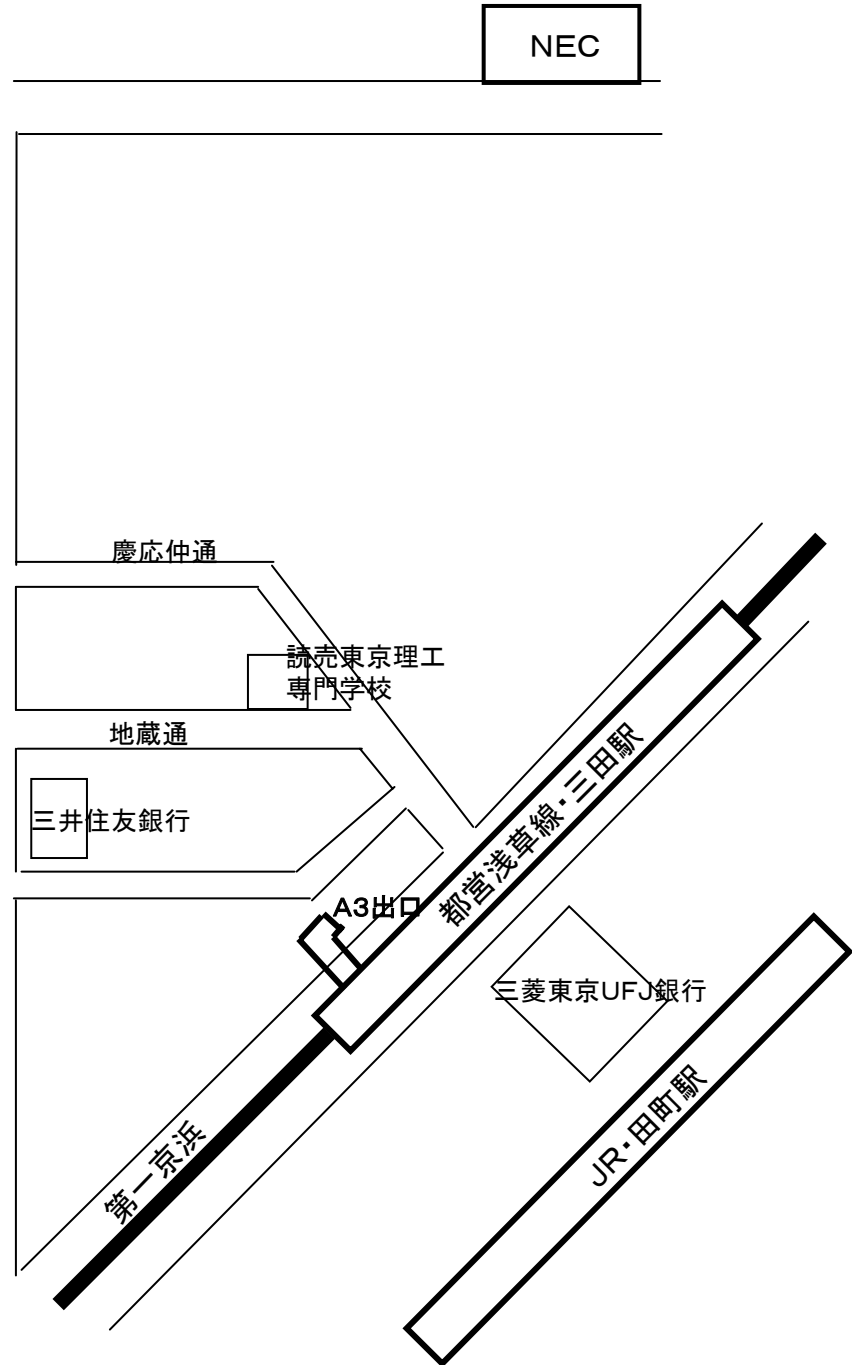 NEC
慶応仲通
読売東京理工
専門学校
地蔵通
三井住友銀行
A3出口
都営浅草線・三田駅
三菱東京UFJ銀行
JR・田町駅
第一京浜